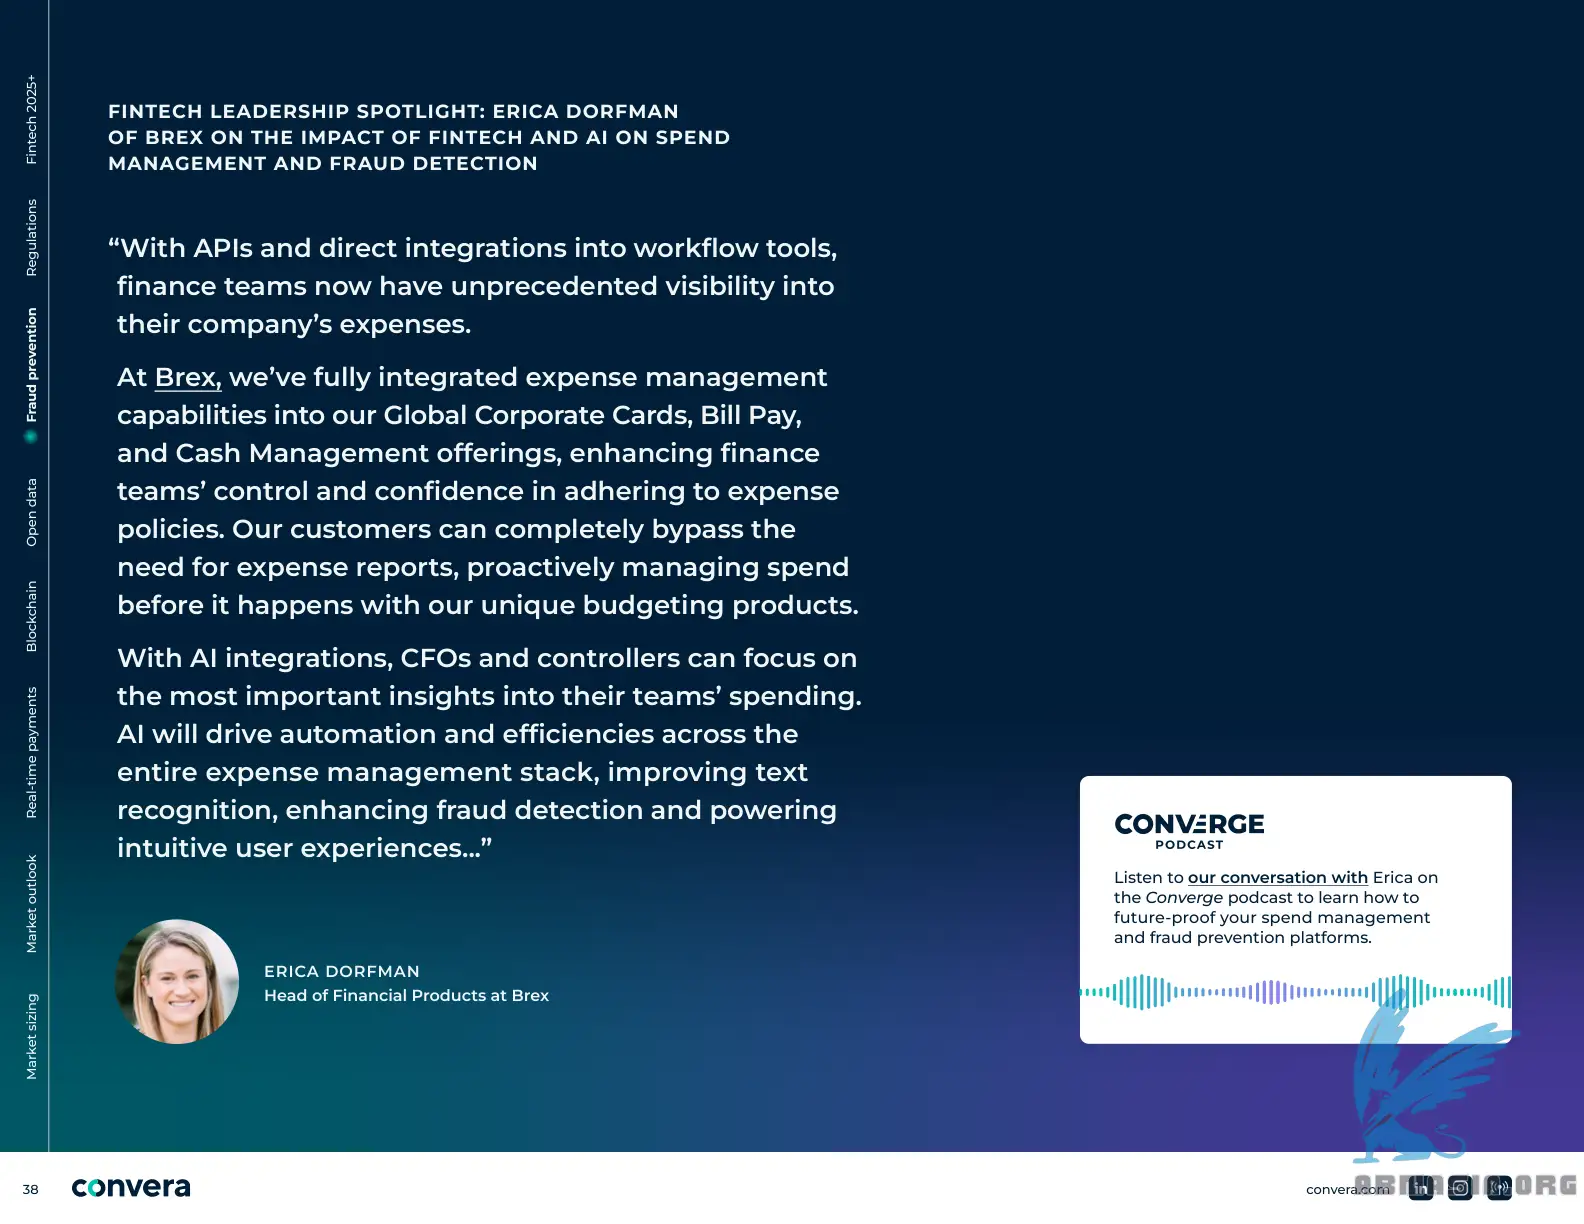 Fintech 2025+
Regulations
Fraud prevention
Open data
Blockchain
Real-time payments
Market outlook
Market sizing
FINTECH LEADERSHIP SPOTLIGHT: ERICA DORFMAN
OF BREX ON THE IMPACT OF FINTECH AND AI ON SPEND
MANAGEMENT AND FRAUD DETECTION
“With APIs and direct integrations into workflow tools,
finance teams now have unprecedented visibility into
their company’s expenses.
At Brex, we’ve fully integrated expense management
capabilities into our Global Corporate Cards, Bill Pay,
and Cash Management offerings, enhancing finance
teams’ control and confidence in adhering to expense
policies. Our customers can completely bypass the
need for expense reports, proactively managing spend
before it happens with our unique budgeting products.
With AI integrations, CFOs and controllers can focus on
the most important insights into their teams’ spending.
AI will drive automation and efficiencies across the
entire expense management stack, improving text
recognition, enhancing fraud detection and powering
intuitive user experiences...”
ERICA DORFMAN
Head of Financial Products at Brex
CONVERGE
PODCAST
Listen to our conversation with Erica on
the Converge podcast to learn how to
future-proof your spend management
and fraud prevention platforms.
38
convera
convera.com
in